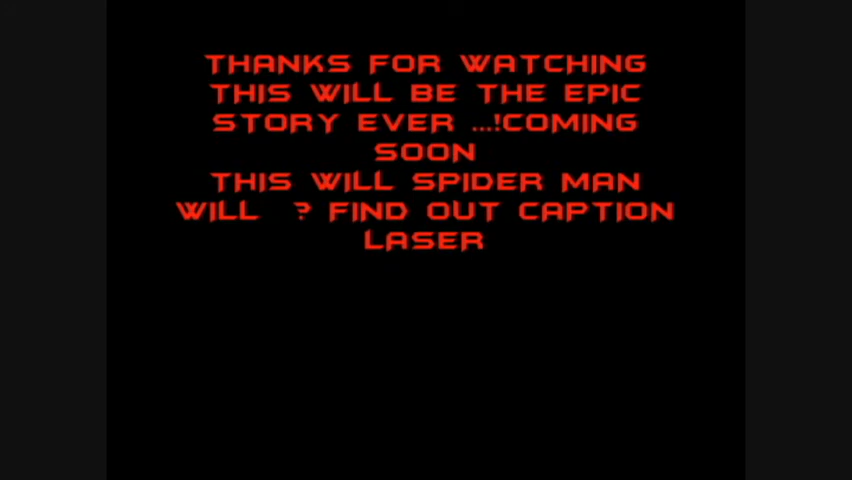 THANKS FOR WATCHING
THIS WILL BE THE EPIC
STORY EVER ...!COMING
SOON
THIS WILL SPIDER MAN
WILL ? FIND OUT CAPTION
LASER